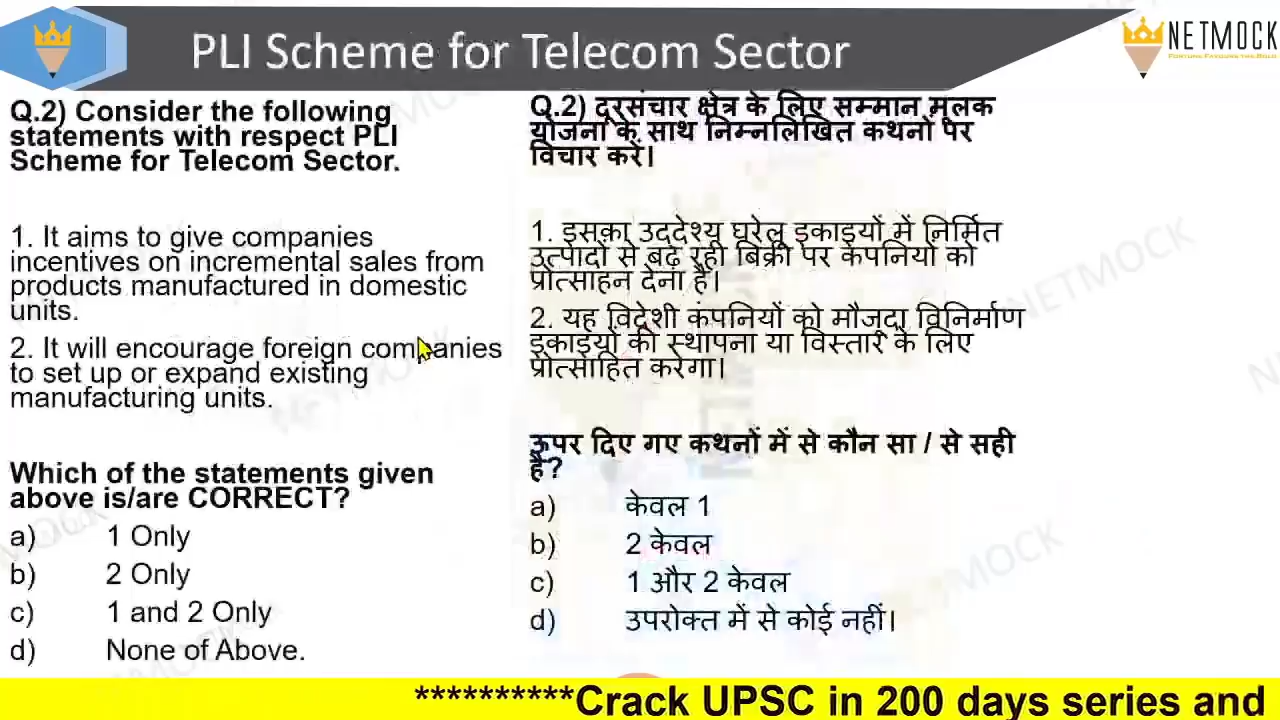 PLI Scheme for Telecom Sector
NETMOCK
FORTUNE FAVOURS THE BOLD
Q.2) Consider the following
statements with respect PLI
Scheme for Telecom Sector.
1. It aims to give companies
incentives on incremental sales from
products manufactured in domestic
units.
2. It will encourage foreign companies
to set up or expand existing
manufacturing units.
Which of the statements given
above is/are CORRECT?
a) 1 Only
b) 2 Only
c) 1 and 2 Only
d) None of Above.
Q.2) दूरसंचार क्षेत्र के लिए सम्मान मूलक
योजना के साथ निम्नलिखित कथनों पर
विचार करें।
1. इसका उद्देश्य घरेलू इकाइयों में निर्मित
उत्पादों से बढ़ रही बिक्री पर कंपनियों को
प्रोत्साहन देना है।
2. यह विदेशी कंपनियों को मौजूदा विनिर्माण
इकाइयों की स्थापना या विस्तार के लिए
प्रोत्साहित करेगा।
ऊपर दिए गए कथनों में से कौन सा / से सही
है?
a) केवल 1
b) 2 केवल
c) 1 और 2 केवल
d) उपरोक्त में से कोई नहीं।
**********Crack UPSC in 200 days series and